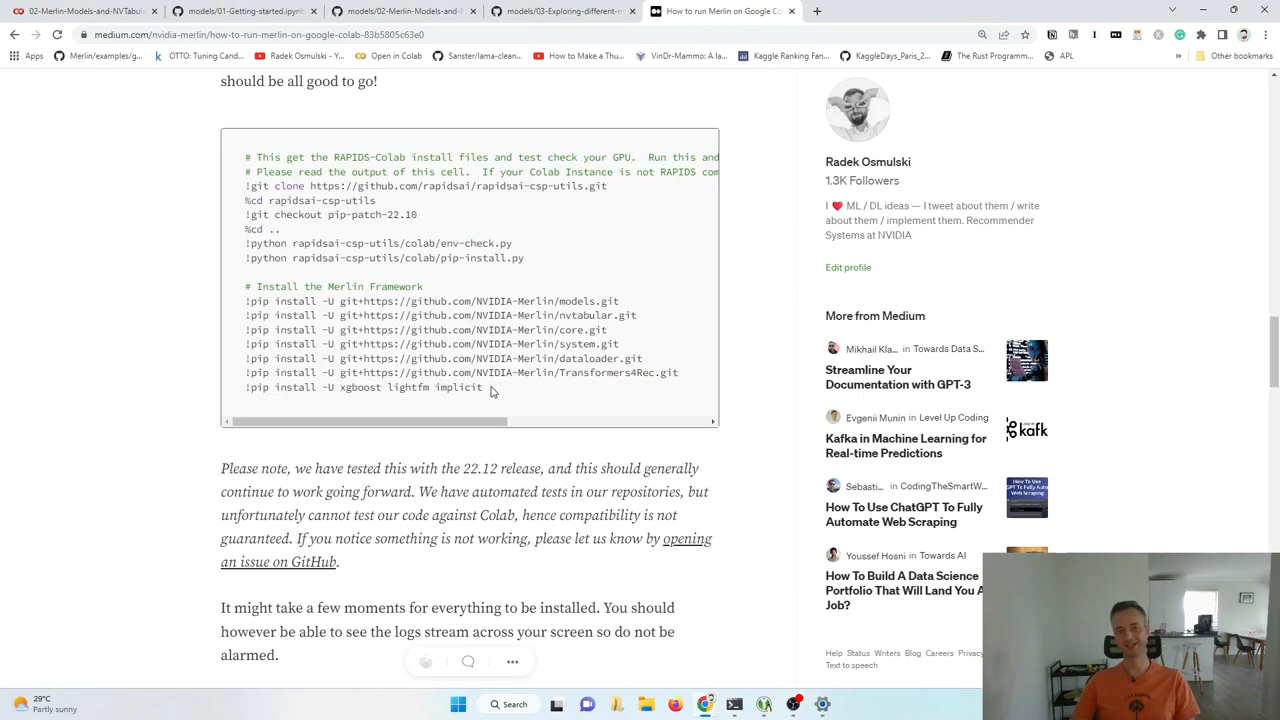 02-Merlin-Models-and-NVTabu
models/01-Getting-started.ipynb
models/02-Merlin-Models-and-N
models/03-Exploring-different-m
How to run Merlin on Google Co
medium.com/nvidia-merlin/how-to-run-merlin-on-google-colab-83b5805c63e0
Apps
Merlin/examples/g...
OTTO: Tuning Cand...
Radek Osmulski - Y...
Open in Colab
Sanster/lama-clean...
How to Make a Thu...
VinDr-Mammo: A la...
Kaggle Ranking Fan...
KaggleDays_Paris_2...
The Rust Programm...
APL
Other bookmarks
should be all good to go!
# This get the RAPIDS-Colab install files and test check your GPU.  Run this and
# Please read the output of this cell.  If your Colab Instance is not RAPIDS com
!git clone https://github.com/rapidsai/rapidsai-csp-utils.git
%cd rapidsai-csp-utils
!git checkout pip-patch-22.10
%cd ..
!python rapidsai-csp-utils/colab/env-check.py
!python rapidsai-csp-utils/colab/pip-install.py
# Install the Merlin Framework
!pip install -U git+https://github.com/NVIDIA-Merlin/models.git
!pip install -U git+https://github.com/NVIDIA-Merlin/nvtabular.git
!pip install -U git+https://github.com/NVIDIA-Merlin/core.git
!pip install -U git+https://github.com/NVIDIA-Merlin/system.git
!pip install -U git+https://github.com/NVIDIA-Merlin/dataloader.git
!pip install -U git+https://github.com/NVIDIA-Merlin/Transformers4Rec.git
!pip install -U xgboost lightfm implicit
Please note, we have tested this with the 22.12 release, and this should generally
continue to work going forward. We have automated tests in our repositories, but
unfortunately cannot test our code against Colab, hence compatibility is not
guaranteed. If you notice something is not working, please let us know by opening
an issue on GitHub.
It might take a few moments for everything to be installed. You should
however be able to see the logs stream across your screen so do not be
alarmed.
Radek Osmulski
1.3K Followers
I ❤️ ML / DL ideas — I tweet about them / write
about them / implement them. Recommender
Systems at NVIDIA
Edit profile
More from Medium
Mikhail Kla... in Towards Data S...
Streamline Your
Documentation with GPT-3
Evgenii Munin in Level Up Coding
Kafka in Machine Learning for
Real-time Predictions
kafk
Sebasti... in CodingTheSmartW...
How To Use ChatGPT To Fully
Automate Web Scraping
Youssef Hosni in Towards AI
How To Build A Data Science
Portfolio That Will Land You A
Job?
Help Status Writers Blog Careers Privacy
Text to speech
29°C
Partly sunny
Search